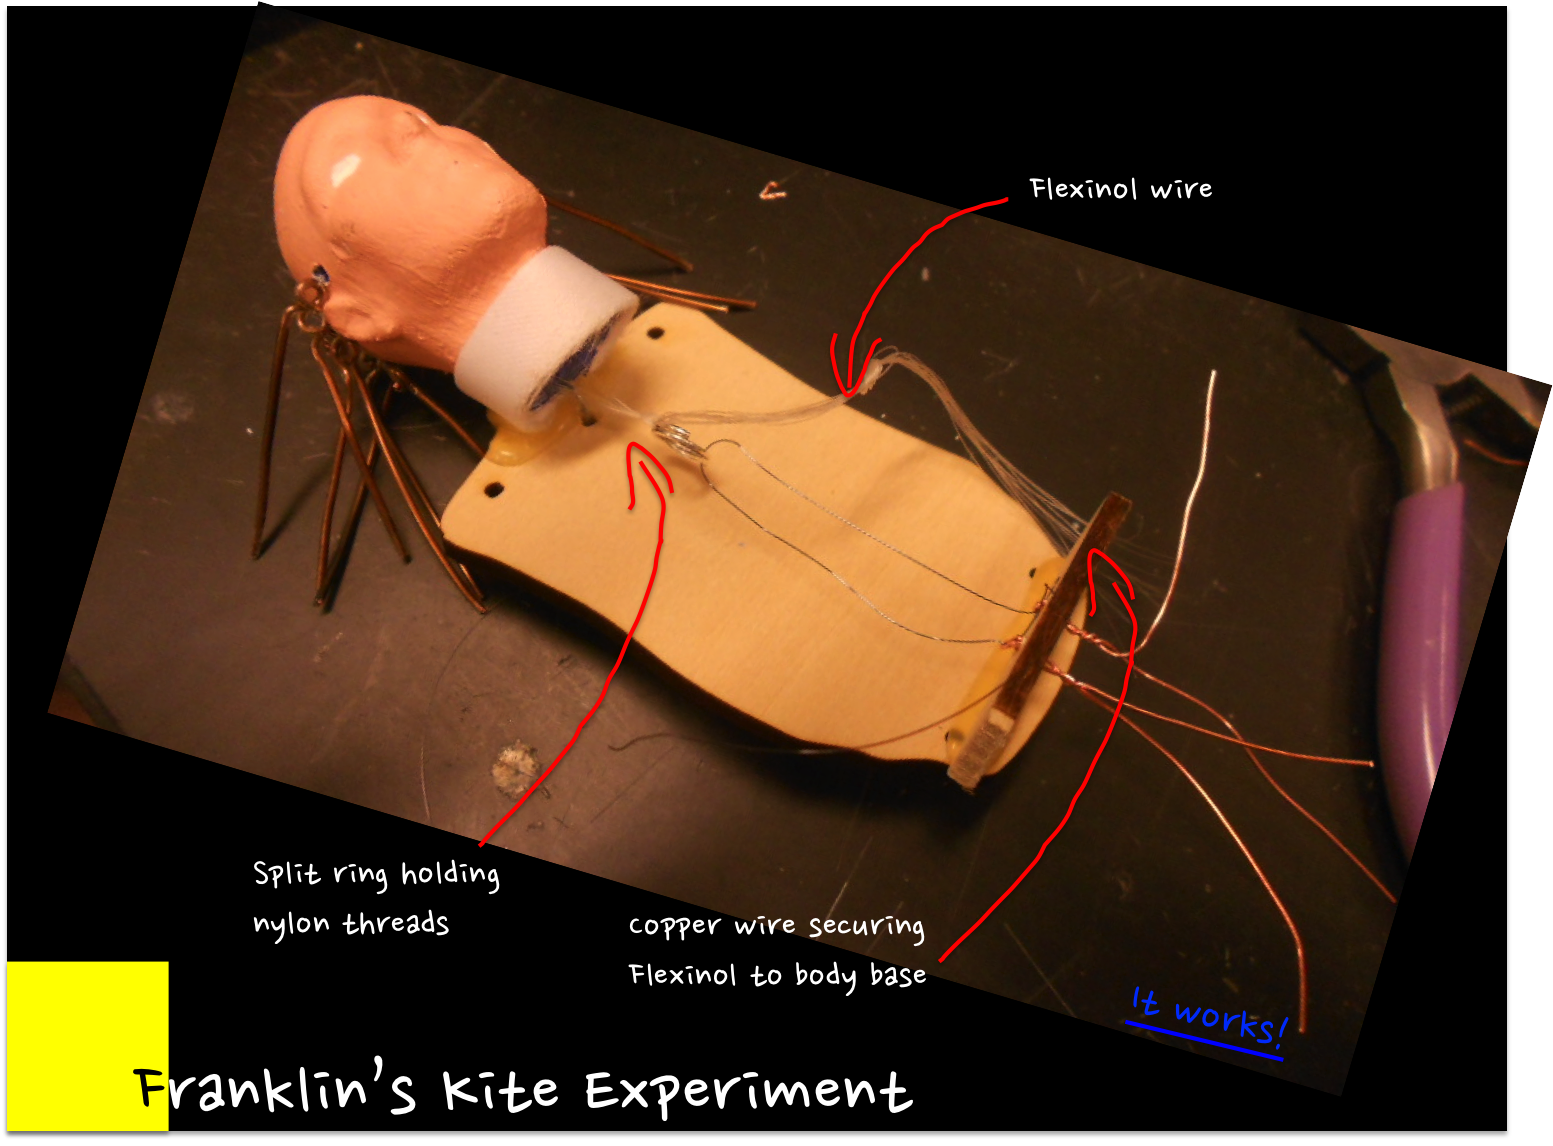 Flexinol wire
Split ring holding
nylon threads
copper wire securing
Flexinol to body base
It works!
Franklin's Kite Experiment